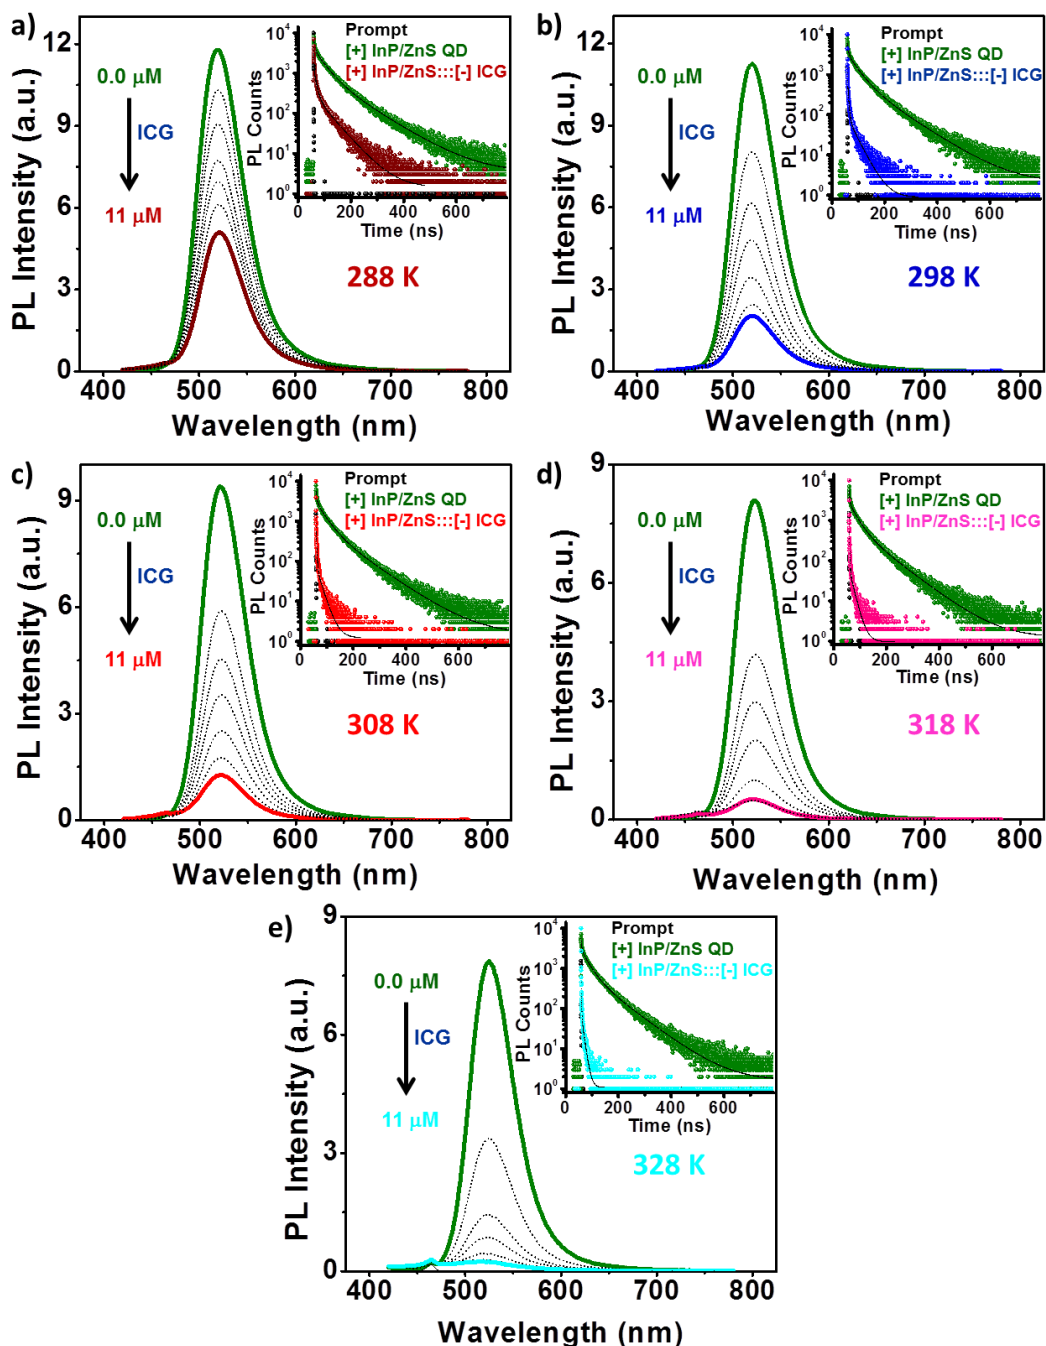 a)
12
9
6
3
0
PL Intensity (a.u.)
0.0 μM
ICG
11 μM
288 K
400 500 600 700 800
Wavelength (nm)
Prompt
[+] InP/ZnS QD
[+] InP/ZnS:::[-] ICG
PL Counts
10^4
10^3
10^2
10^1
10^0
0 200 400 600
Time (ns)
b)
12
9
6
3
0
PL Intensity (a.u.)
0.0 μM
ICG
11 μM
298 K
400 500 600 700 800
Wavelength (nm)
Prompt
[+] InP/ZnS QD
[+] InP/ZnS:::[-] ICG
PL Counts
10^4
10^3
10^2
10^1
10^0
0 200 400 600
Time (ns)
c)
9
6
3
0
PL Intensity (a.u.)
0.0 μM
ICG
11 μM
308 K
400 500 600 700 800
Wavelength (nm)
Prompt
[+] InP/ZnS QD
[+] InP/ZnS:::[-] ICG
PL Counts
10^4
10^3
10^2
10^1
10^0
0 200 400 600
Time (ns)
d)
9
6
3
0
PL Intensity (a.u.)
0.0 μM
ICG
11 μM
318 K
400 500 600 700 800
Wavelength (nm)
Prompt
[+] InP/ZnS QD
[+] InP/ZnS:::[-] ICG
PL Counts
10^4
10^3
10^2
10^1
10^0
0 200 400 600
Time (ns)
e)
9
6
3
0
PL Intensity (a.u.)
0.0 μM
ICG
11 μM
328 K
400 500 600 700 800
Wavelength (nm)
Prompt
[+] InP/ZnS QD
[+] InP/ZnS:::[-] ICG
PL Counts
10^4
10^3
10^2
10^1
10^0
0 200 400 600
Time (ns)